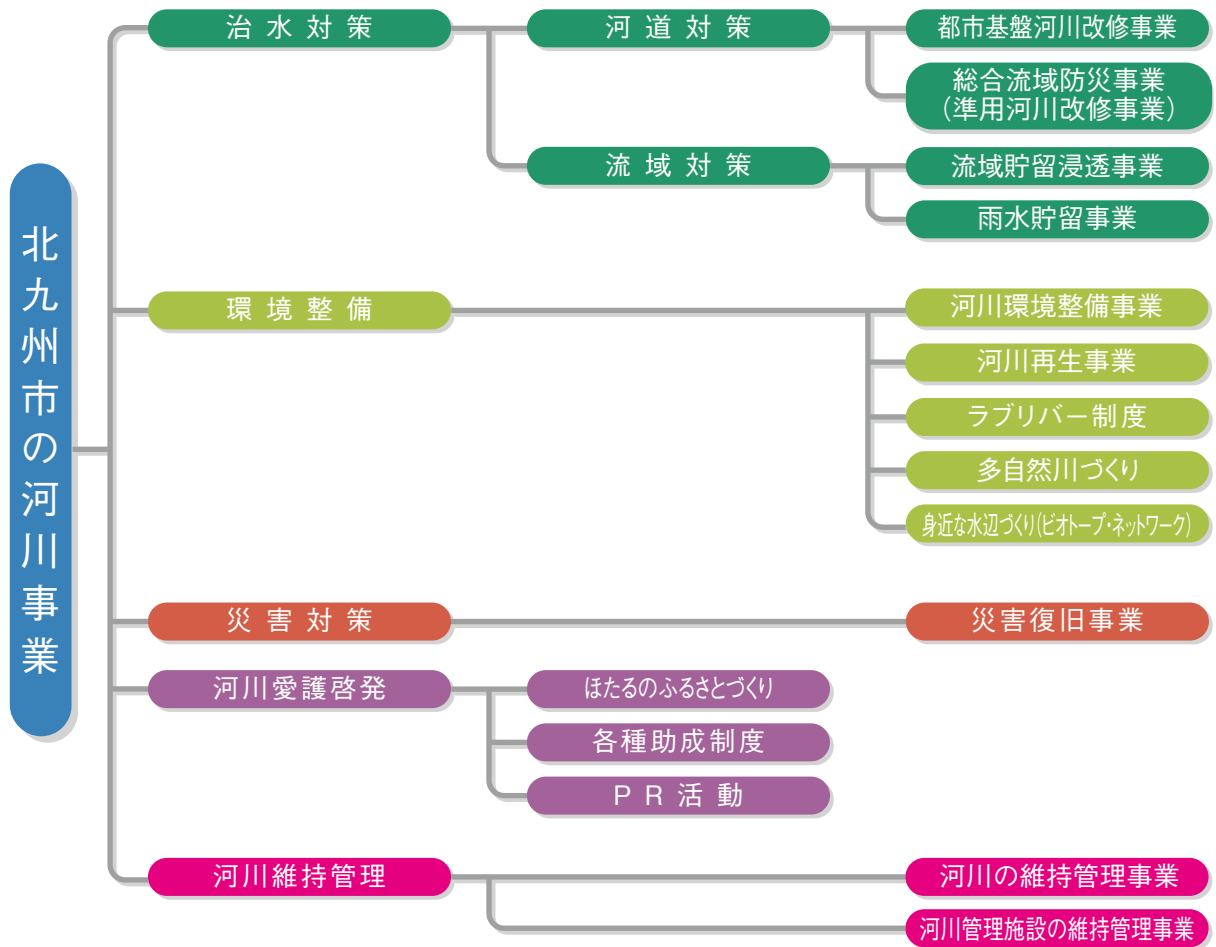 北九州市の河川事業
治水対策
河道対策
都市基盤河川改修事業
総合流域防災事業
(準用河川改修事業)
流域対策
流域貯留浸透事業
雨水貯留事業
環境整備
河川環境整備事業
河川再生事業
ラブリバー制度
多自然川づくり
身近な水辺づくり(ビオトープ・ネットワーク)
災害対策
災害復旧事業
河川愛護啓発
ほたるのふるさとづくり
各種助成制度
PR活動
河川維持管理
河川の維持管理事業
河川管理施設の維持管理事業